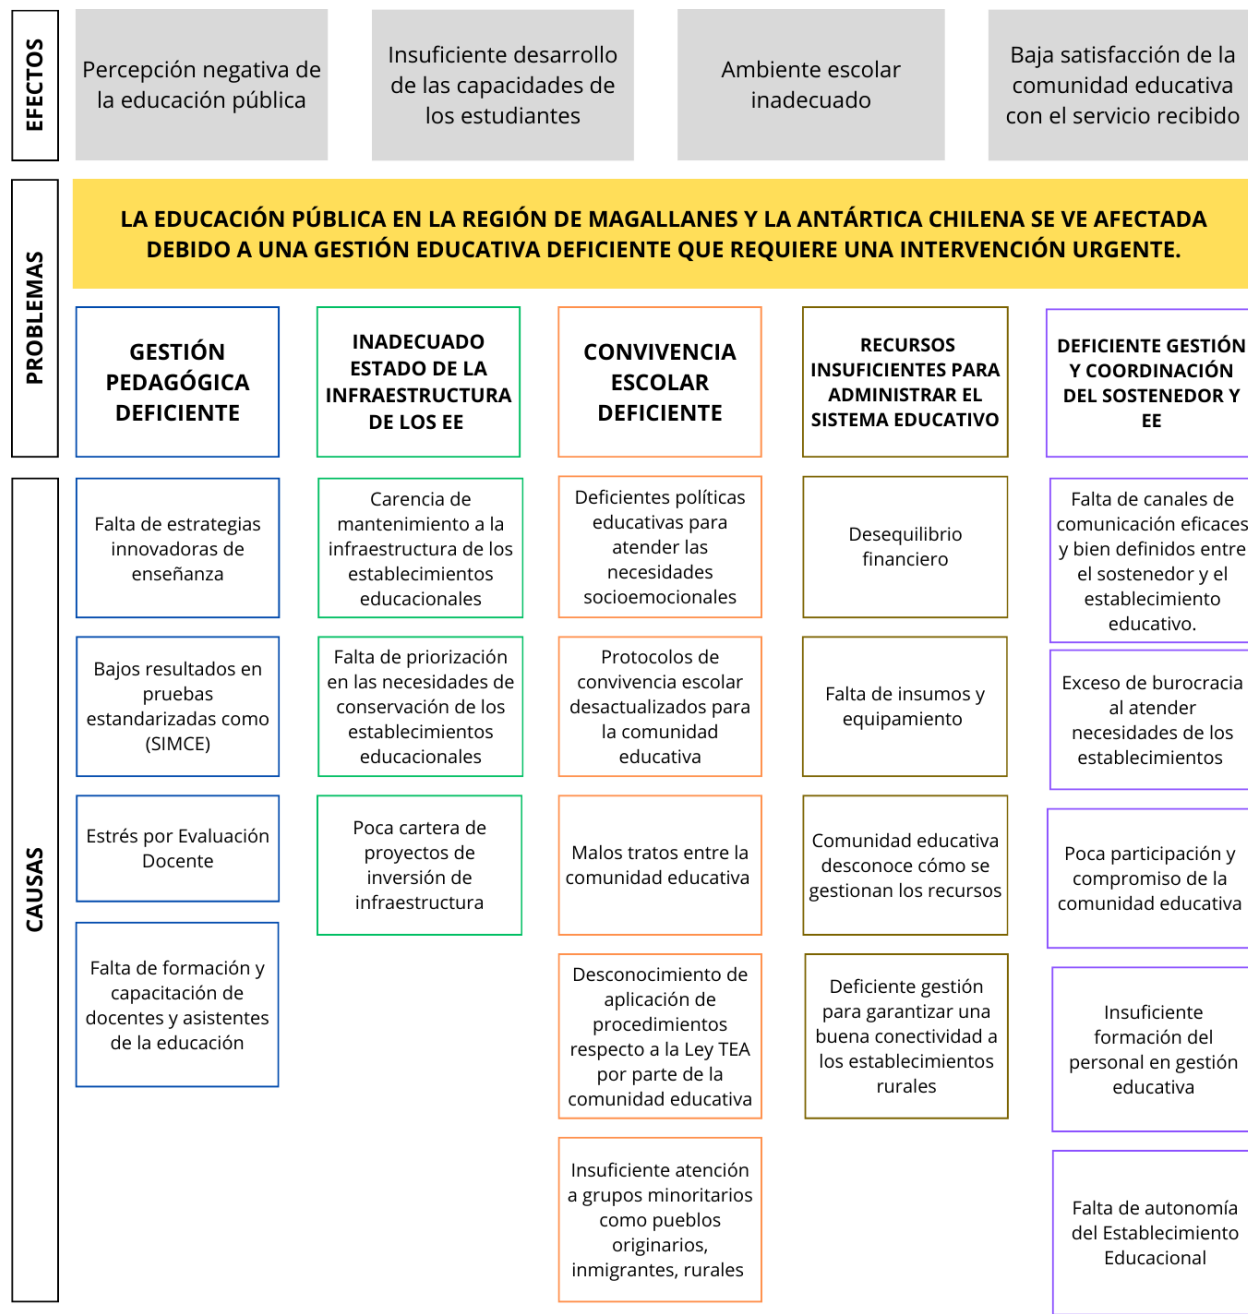 EFECTOS
Percepción negativa de
la educación pública
Insuficiente desarrollo
de las capacidades de
los estudiantes
Ambiente escolar
inadecuado
Baja satisfacción de la
comunidad educativa
con el servicio recibido
PROBLEMAS
LA EDUCACIÓN PÚBLICA EN LA REGIÓN DE MAGALLANES Y LA ANTÁRTICA CHILENA SE VE AFECTADA
DEBIDO A UNA GESTIÓN EDUCATIVA DEFICIENTE QUE REQUIERE UNA INTERVENCIÓN URGENTE.
GESTIÓN
PEDAGÓGICA
DEFICIENTE
INADECUADO
ESTADO DE LA
INFRAESTRUCTURA
DE LOS EE
CONVIVENCIA
ESCOLAR
DEFICIENTE
RECURSOS
INSUFICIENTES PARA
ADMINISTRAR EL
SISTEMA EDUCATIVO
DEFICIENTE GESTIÓN
Y COORDINACIÓN
DEL SOSTENEDOR Y
EE
CAUSAS
Falta de estrategias
innovadoras de
enseñanza
Bajos resultados en
pruebas
estandarizadas como
(SIMCE)
Estrés por Evaluación
Docente
Falta de formación y
capacitación de
docentes y asistentes
de la educación
Carencia de
mantenimiento a la
infraestructura de los
establecimientos
educacionales
Falta de priorización
en las necesidades de
conservación de los
establecimientos
educacionales
Poca cartera de
proyectos de
inversión de
infraestructura
Deficientes políticas
educativas para
atender las
necesidades
socioemocionales
Protocolos de
convivencia escolar
desactualizados para
la comunidad
educativa
Malos tratos entre la
comunidad educativa
Desconocimiento de
aplicación de
procedimientos
respecto a la Ley TEA
por parte de la
comunidad educativa
Insuficiente atención
a grupos minoritarios
como pueblos
originarios,
inmigrantes, rurales
Desequilibrio
financiero
Falta de insumos y
equipamiento
Comunidad educativa
desconoce cómo se
gestionan los recursos
Deficiente gestión
para garantizar una
buena conectividad a
los establecimientos
rurales
Falta de canales de
comunicación eficaces
y bien definidos entre
el sostenedor y el
establecimiento
educativo.
Exceso de burocracia
al atender
necesidades de los
establecimientos
Poca participación y
compromiso de la
comunidad educativa
Insuficiente
formación del
personal en gestión
educativa
Falta de autonomía
del Establecimiento
Educacional